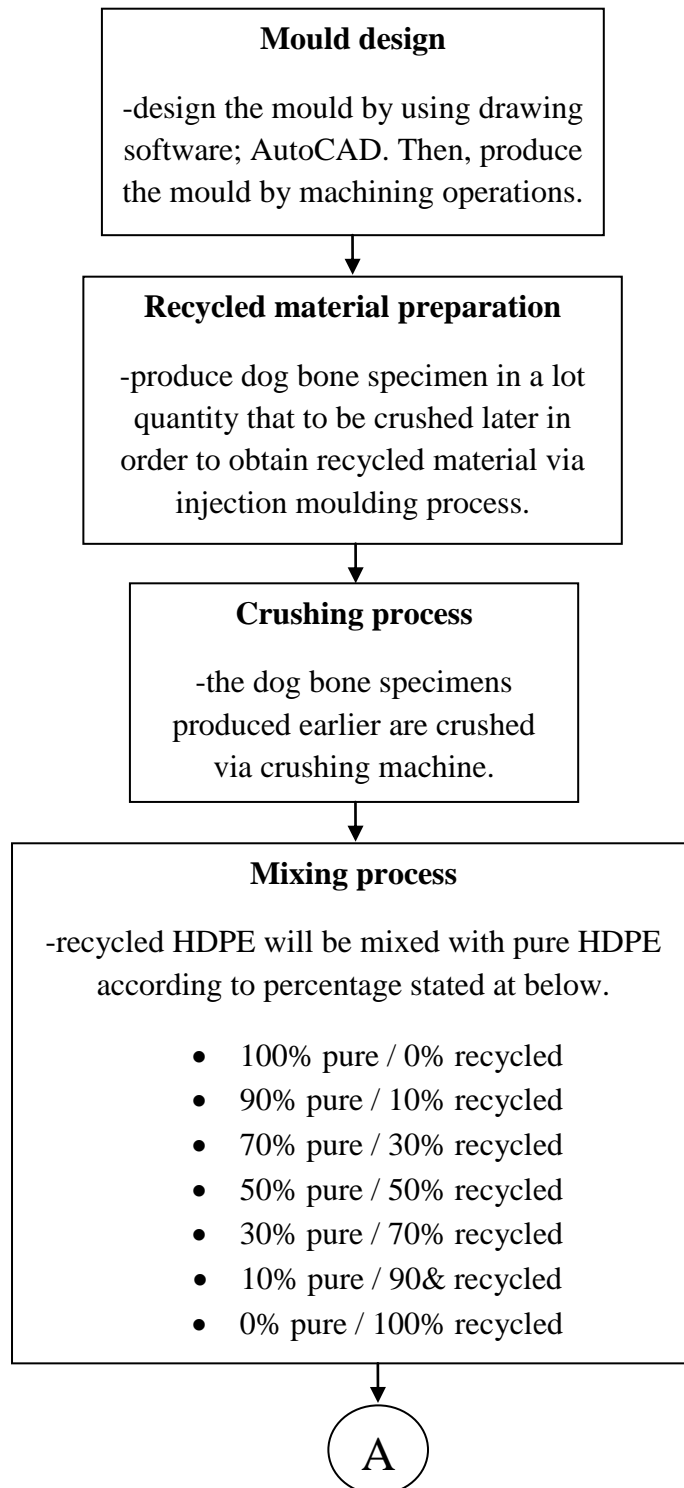 Mould design
-design the mould by using drawing
software; AutoCAD. Then, produce
the mould by machining operations.
Recycled material preparation
-produce dog bone specimen in a lot
quantity that to be crushed later in
order to obtain recycled material via
injection moulding process.
Crushing process
-the dog bone specimens
produced earlier are crushed
via crushing machine.
Mixing process
-recycled HDPE will be mixed with pure HDPE
according to percentage stated at below.
• 100% pure / 0% recycled
• 90% pure / 10% recycled
• 70% pure / 30% recycled
• 50% pure / 50% recycled
• 30% pure / 70% recycled
• 10% pure / 90& recycled
• 0% pure / 100% recycled
A